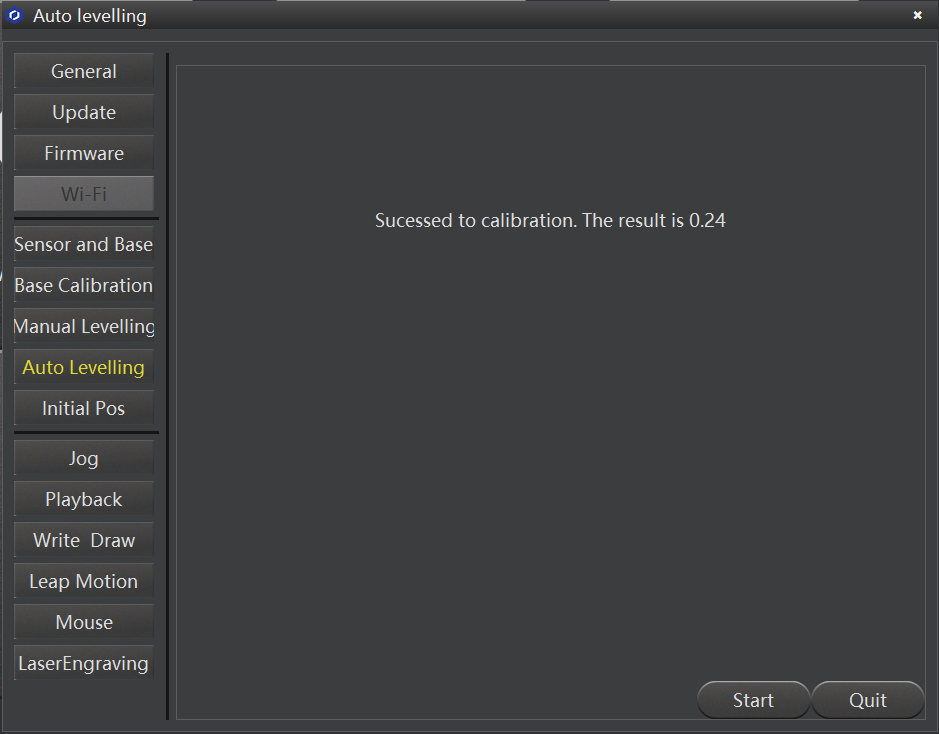 Auto levelling
General
Update
Firmware
Wi-Fi
Sensor and Base
Base Calibration
Manual Levelling
Auto Levelling
Initial Pos
Jog
Playback
Write  Draw
Leap Motion
Mouse
LaserEngraving
Sucessed to calibration. The result is 0.24
Start
Quit